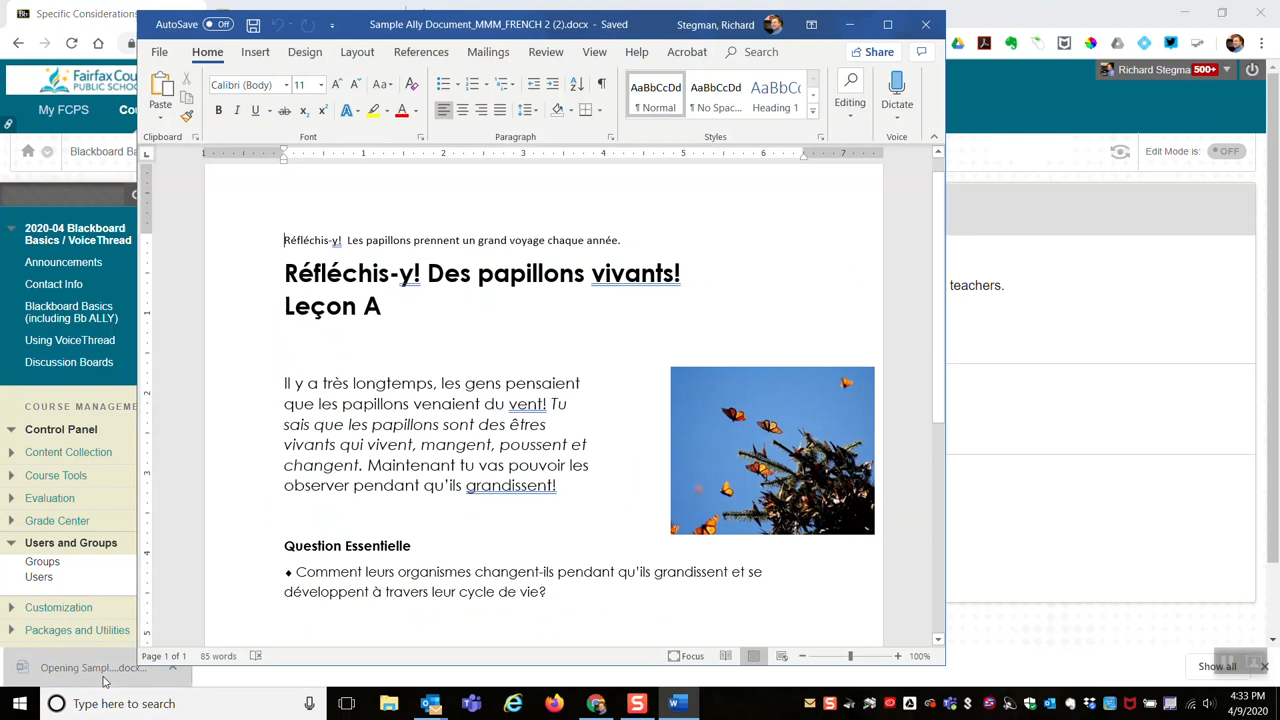 Specific Considerations
AutoSave Off Sample Ally Document_MMM_FRENCH 2 (2).docx - Saved Stegman, Richard
File Home Insert Design Layout References Mailings Review View Help Acrobat Search Share
Paste Calibri (Body) 11 AaBbCcDd AaBbCcDd AaBbCc Editing Dictate
¶ Normal ¶ No Spac... Heading 1
Clipboard Font Paragraph Styles Voice
Fairfax Cou
PUBLIC SCHOO
Richard Stegma 500+
My FCPS Cou
Blackboard Ba Edit Mode is: OFF
2020-04 Blackboard
Basics / VoiceThread
Announcements
Contact Info
Blackboard Basics
(including Bb ALLY)
Using VoiceThread
Discussion Boards
COURSE MANAGEM
Control Panel
Content Collection
Course Tools
Evaluation
Grade Center
Users and Groups
Groups
Users
Customization
Packages and Utilities
Réfléchis-y! Les papillons prennent un grand voyage chaque année.
Réfléchis-y! Des papillons vivants!
Leçon A
Il y a très longtemps, les gens pensaient
que les papillons venaient du vent! Tu
sais que les papillons sont des êtres
vivants qui vivent, mangent, poussent et
changent. Maintenant tu vas pouvoir les
observer pendant qu’ils grandissent!
Question Essentielle
♦ Comment leurs organismes changent-ils pendant qu’ils grandissent et se
développent à travers leur cycle de vie?
teachers.
Page 1 of 1 85 words Focus 100%
Opening Sampl....docx... Show all
Type here to search 4:33 PM
4/9/2020